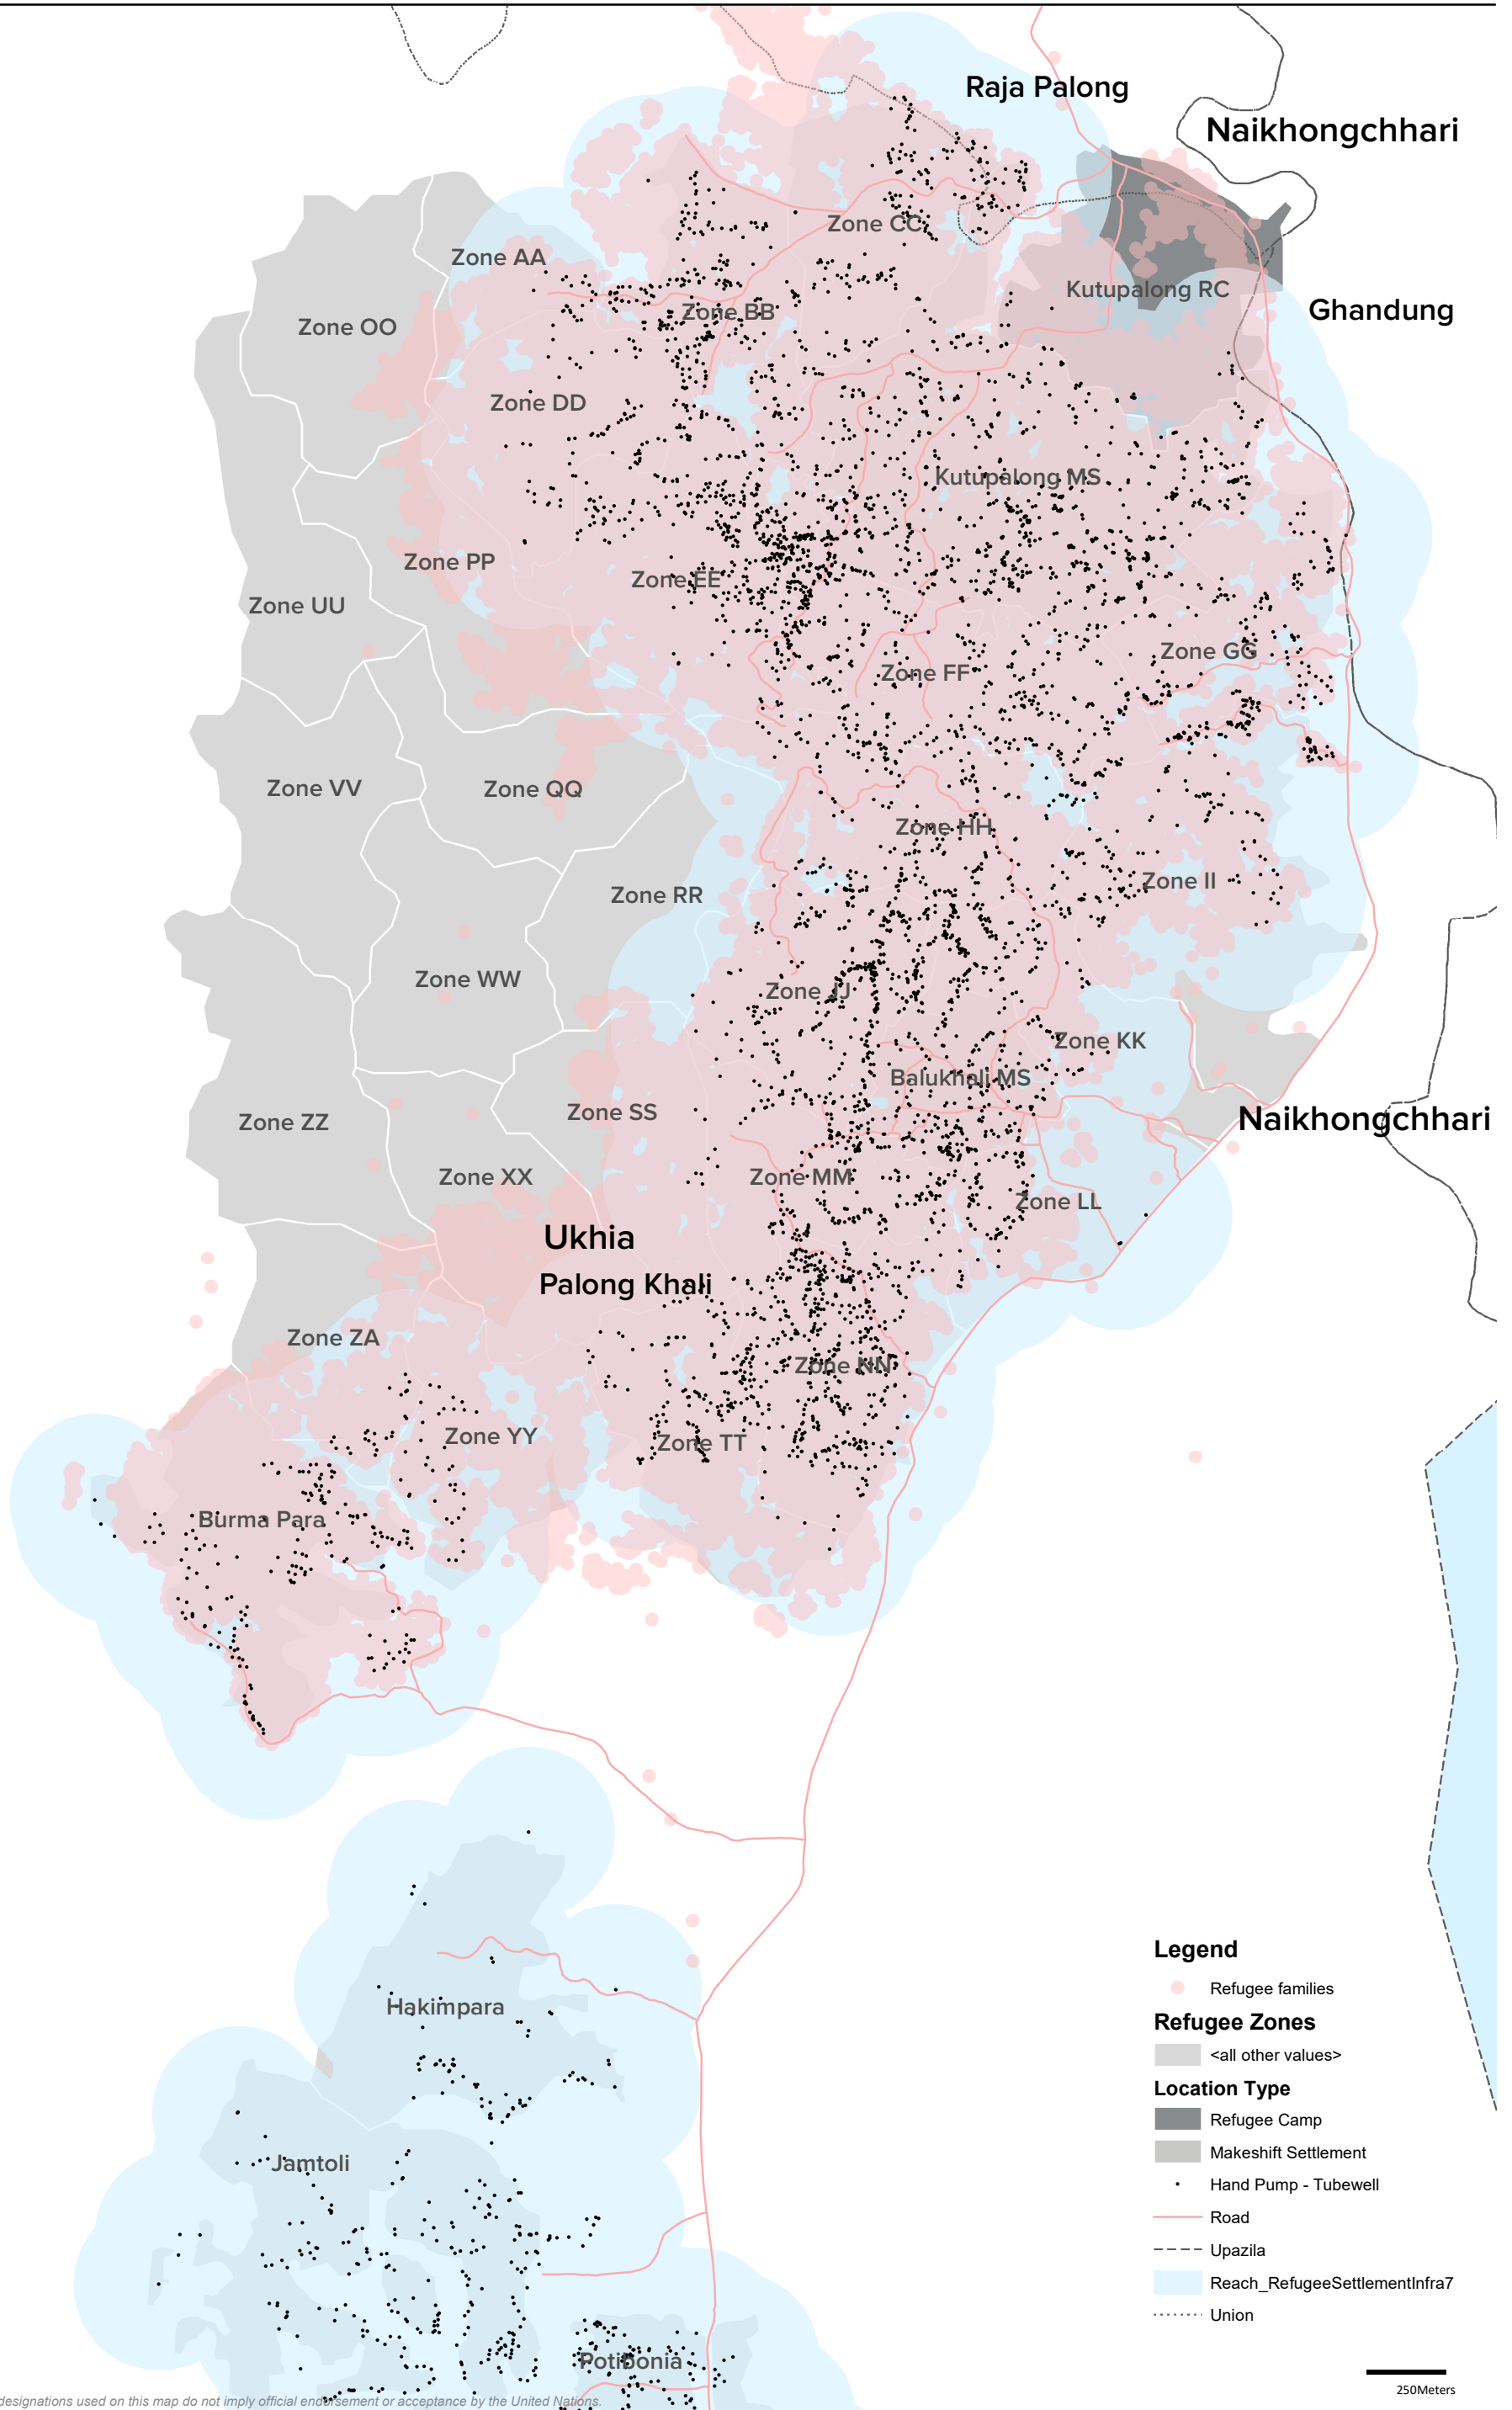 Raja Palong
Naikhongchhari
Zone CC
Zone AA
Kutupalong RC
Ghandung
Zone BB
Zone OO
Zone DD
Kutupalong MS
Zone PP
Zone EE
Zone UU
Zone GG
Zone FF
Zone VV
Zone QQ
Zone HH
Zone II
Zone RR
Zone WW
Zone JJ
Zone KK
Balukhali MS
Zone SS
Zone ZZ
Naikhongchhari
Zone XX
Zone MM
Zone LL
Ukhia
Palong Khali
Zone ZA
Zone NN
Zone YY
Zone TT
Burma Para
Hakimpara
Jamtoli
Potibonia
Legend
Refugee families
Refugee Zones
<all other values>
Location Type
Refugee Camp
Makeshift Settlement
Hand Pump - Tubewell
Road
Upazila
Reach_RefugeeSettlementInfra7
Union
250Meters
designations used on this map do not imply official endorsement or acceptance by the United Nations.